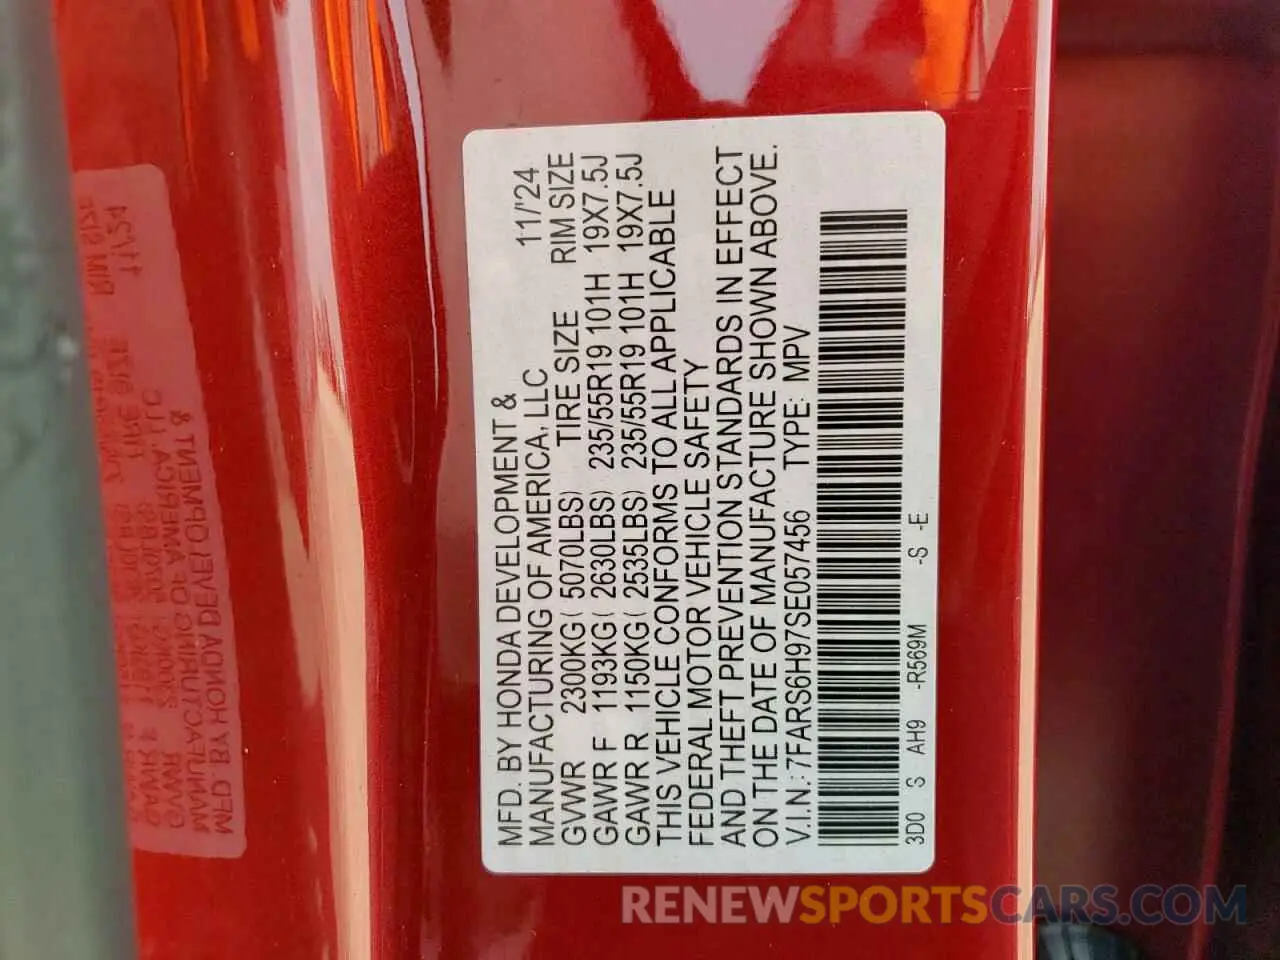 MFD. BY HONDA DEVELOPMENT &
MANUFACTURING OF AMERICA, LLC 11/'24
GVWR 2300KG ( 5070LBS) TIRE SIZE RIM SIZE
GAWR F 1193KG ( 2630LBS) 235/55R19 101H 19X7.5J
GAWR R 1150KG ( 2535LBS) 235/55R19 101H 19X7.5J
THIS VEHICLE CONFORMS TO ALL APPLICABLE
FEDERAL MOTOR VEHICLE SAFETY
AND THEFT PREVENTION STANDARDS IN EFFECT
ON THE DATE OF MANUFACTURE SHOWN ABOVE.
V.I.N.: 7FARS6H97SE057456 TYPE: MPV
3D0 S AH9 -R569M -S -E
RENEWSPORTSCARS.COM